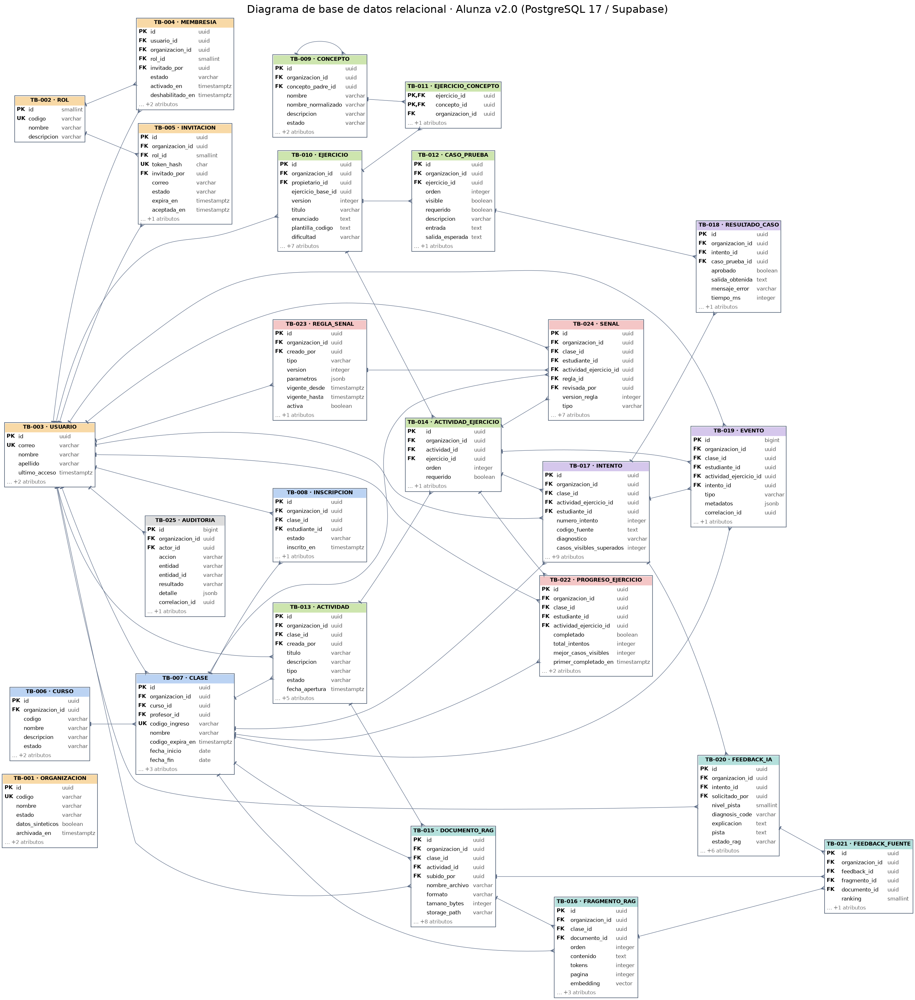 Diagrama de base de datos relacional · Alunza v2.0 (PostgreSQL 17 / Supabase)
TB-004 · MEMBRESIA
PK id uuid
FK usuario_id uuid
FK organizacion_id uuid
FK rol_id smallint
FK invitado_por uuid
estado varchar
activado_en timestamptz
deshabilitado_en timestamptz
... +2 atributos
TB-002 · ROL
PK id smallint
UK codigo varchar
nombre varchar
descripcion varchar
TB-005 · INVITACION
PK id uuid
FK organizacion_id uuid
FK rol_id smallint
UK token_hash char
FK invitado_por uuid
correo varchar
estado varchar
expira_en timestamptz
aceptada_en timestamptz
... +1 atributos
TB-009 · CONCEPTO
PK id uuid
FK organizacion_id uuid
FK concepto_padre_id uuid
nombre varchar
nombre_normalizado varchar
descripcion varchar
estado varchar
... +2 atributos
TB-011 · EJERCICIO_CONCEPTO
PK,FK ejercicio_id uuid
PK,FK concepto_id uuid
FK organizacion_id uuid
... +1 atributos
TB-010 · EJERCICIO
PK id uuid
FK organizacion_id uuid
FK propietario_id uuid
ejercicio_base_id uuid
version integer
titulo varchar
enunciado text
plantilla_codigo text
dificultad varchar
... +7 atributos
TB-012 · CASO_PRUEBA
PK id uuid
FK organizacion_id uuid
FK ejercicio_id uuid
orden integer
visible boolean
requerido boolean
descripcion varchar
entrada text
salida_esperada text
... +1 atributos
TB-018 · RESULTADO_CASO
PK id uuid
FK organizacion_id uuid
FK intento_id uuid
FK caso_prueba_id uuid
aprobado boolean
salida_obtenida text
mensaje_error varchar
tiempo_ms integer
... +1 atributos
TB-023 · REGLA_SENAL
PK id uuid
FK organizacion_id uuid
FK creado_por uuid
tipo varchar
version integer
parametros jsonb
vigente_desde timestamptz
vigente_hasta timestamptz
activa boolean
... +1 atributos
TB-024 · SENAL
PK id uuid
FK organizacion_id uuid
FK clase_id uuid
FK estudiante_id uuid
FK actividad_ejercicio_id uuid
FK regla_id uuid
FK revisada_por uuid
version_regla integer
tipo varchar
... +7 atributos
TB-003 · USUARIO
PK id uuid
UK correo varchar
nombre varchar
apellido varchar
ultimo_acceso timestamptz
... +2 atributos
TB-014 · ACTIVIDAD_EJERCICIO
PK id uuid
FK organizacion_id uuid
FK actividad_id uuid
FK ejercicio_id uuid
orden integer
requerido boolean
... +1 atributos
TB-019 · EVENTO
PK id bigint
FK organizacion_id uuid
FK clase_id uuid
FK estudiante_id uuid
FK actividad_ejercicio_id uuid
FK intento_id uuid
tipo varchar
metadatos jsonb
correlacion_id uuid
... +1 atributos
TB-017 · INTENTO
PK id uuid
FK organizacion_id uuid
FK clase_id uuid
FK actividad_ejercicio_id uuid
FK estudiante_id uuid
numero_intento integer
codigo_fuente text
diagnostico varchar
casos_visibles_superados integer
... +9 atributos
TB-008 · INSCRIPCION
PK id uuid
FK organizacion_id uuid
FK clase_id uuid
FK estudiante_id uuid
estado varchar
inscrito_en timestamptz
... +1 atributos
TB-025 · AUDITORIA
PK id bigint
FK organizacion_id uuid
FK actor_id uuid
accion varchar
entidad varchar
entidad_id varchar
resultado varchar
detalle jsonb
correlacion_id uuid
... +1 atributos
TB-022 · PROGRESO_EJERCICIO
PK id uuid
FK organizacion_id uuid
FK clase_id uuid
FK estudiante_id uuid
FK actividad_ejercicio_id uuid
completado boolean
total_intentos integer
mejor_casos_visibles integer
primer_completado_en timestamptz
... +2 atributos
TB-013 · ACTIVIDAD
PK id uuid
FK organizacion_id uuid
FK clase_id uuid
FK creada_por uuid
titulo varchar
descripcion varchar
tipo varchar
estado varchar
fecha_apertura timestamptz
... +5 atributos
TB-007 · CLASE
PK id uuid
FK organizacion_id uuid
FK curso_id uuid
FK profesor_id uuid
UK codigo_ingreso varchar
nombre varchar
codigo_expira_en timestamptz
fecha_inicio date
fecha_fin date
... +3 atributos
TB-006 · CURSO
PK id uuid
FK organizacion_id uuid
codigo varchar
nombre varchar
descripcion varchar
estado varchar
... +2 atributos
TB-001 · ORGANIZACION
PK id uuid
UK codigo varchar
nombre varchar
estado varchar
datos_sinteticos boolean
archivada_en timestamptz
... +2 atributos
TB-020 · FEEDBACK_IA
PK id uuid
FK organizacion_id uuid
FK intento_id uuid
FK solicitado_por uuid
nivel_pista smallint
diagnosis_code varchar
explicacion text
pista text
estado_rag varchar
... +6 atributos
TB-015 · DOCUMENTO_RAG
PK id uuid
FK organizacion_id uuid
FK clase_id uuid
FK actividad_id uuid
FK subido_por uuid
nombre_archivo varchar
formato varchar
tamano_bytes integer
storage_path varchar
... +8 atributos
TB-021 · FEEDBACK_FUENTE
PK id uuid
FK organizacion_id uuid
FK feedback_id uuid
FK fragmento_id uuid
FK documento_id uuid
ranking smallint
... +1 atributos
TB-016 · FRAGMENTO_RAG
PK id uuid
FK organizacion_id uuid
FK clase_id uuid
FK documento_id uuid
orden integer
contenido text
tokens integer
pagina integer
embedding vector
... +3 atributos